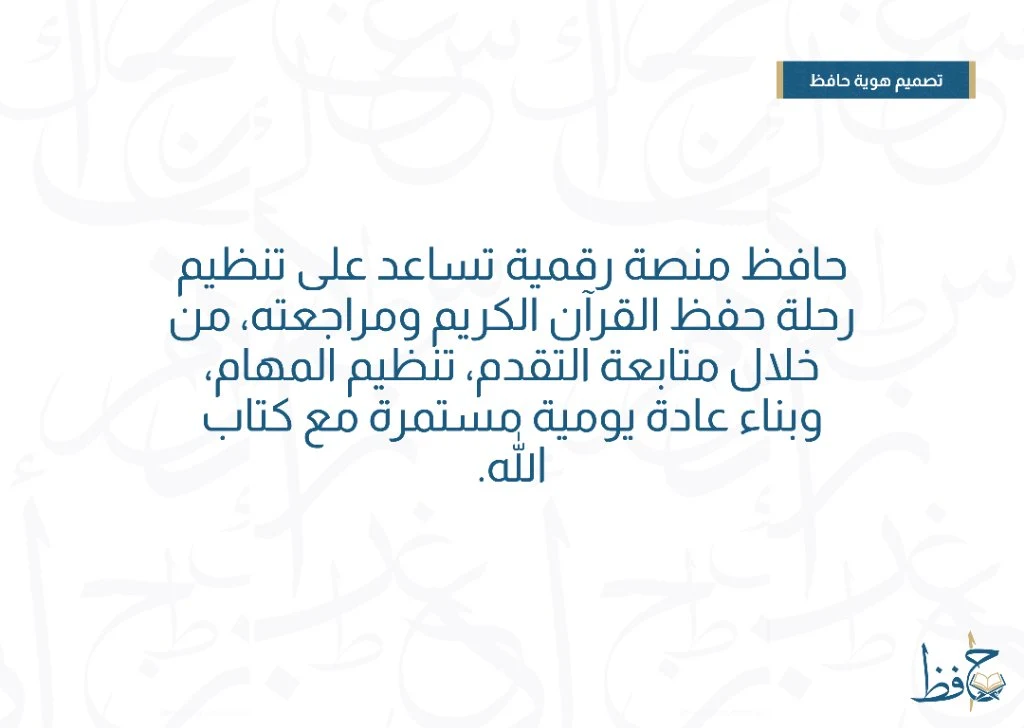 تصميم هوية حافظ
حافظ منصة رقمية تساعد على تنظيم
رحلة حفظ القرآن الكريم ومراجعته، من
خلال متابعة التقدم، تنظيم المهام،
وبناء عادة يومية مستمرة مع كتاب
الله.
حافظ